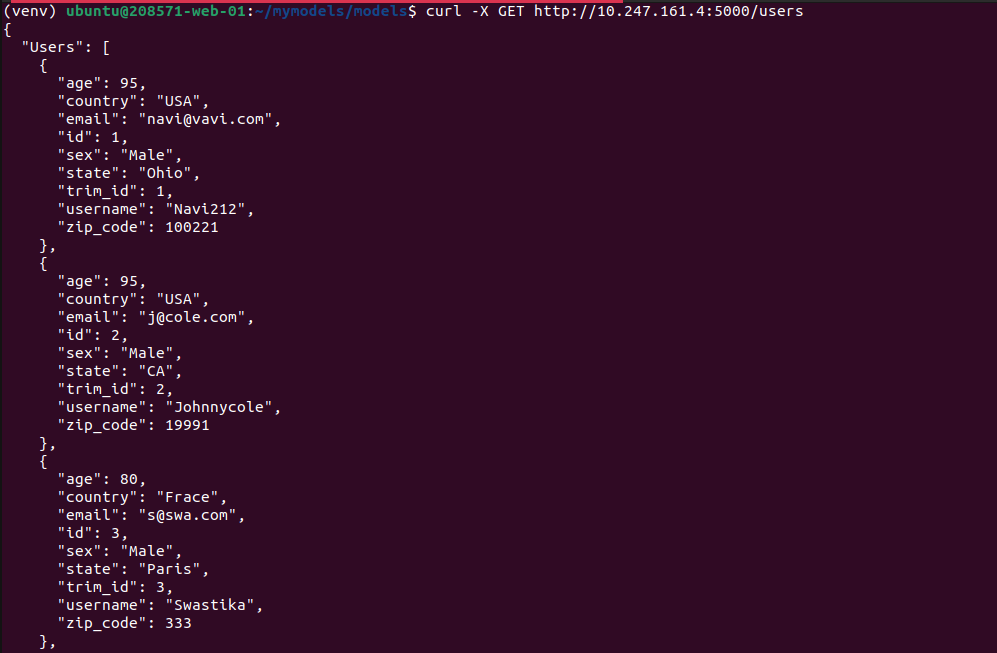 (venv) ubuntu@208571-web-01:~/mymodels/models$ curl -X GET http://10.247.161.4:5000/users
{
  "Users": [
    {
      "age": 95,
      "country": "USA",
      "email": "navi@vavi.com",
      "id": 1,
      "sex": "Male",
      "state": "Ohio",
      "trim_id": 1,
      "username": "Navi212",
      "zip_code": 100221
    },
    {
      "age": 95,
      "country": "USA",
      "email": "j@cole.com",
      "id": 2,
      "sex": "Male",
      "state": "CA",
      "trim_id": 2,
      "username": "Johnnycole",
      "zip_code": 19991
    },
    {
      "age": 80,
      "country": "Frace",
      "email": "s@swa.com",
      "id": 3,
      "sex": "Male",
      "state": "Paris",
      "trim_id": 3,
      "username": "Swastika",
      "zip_code": 333
    },